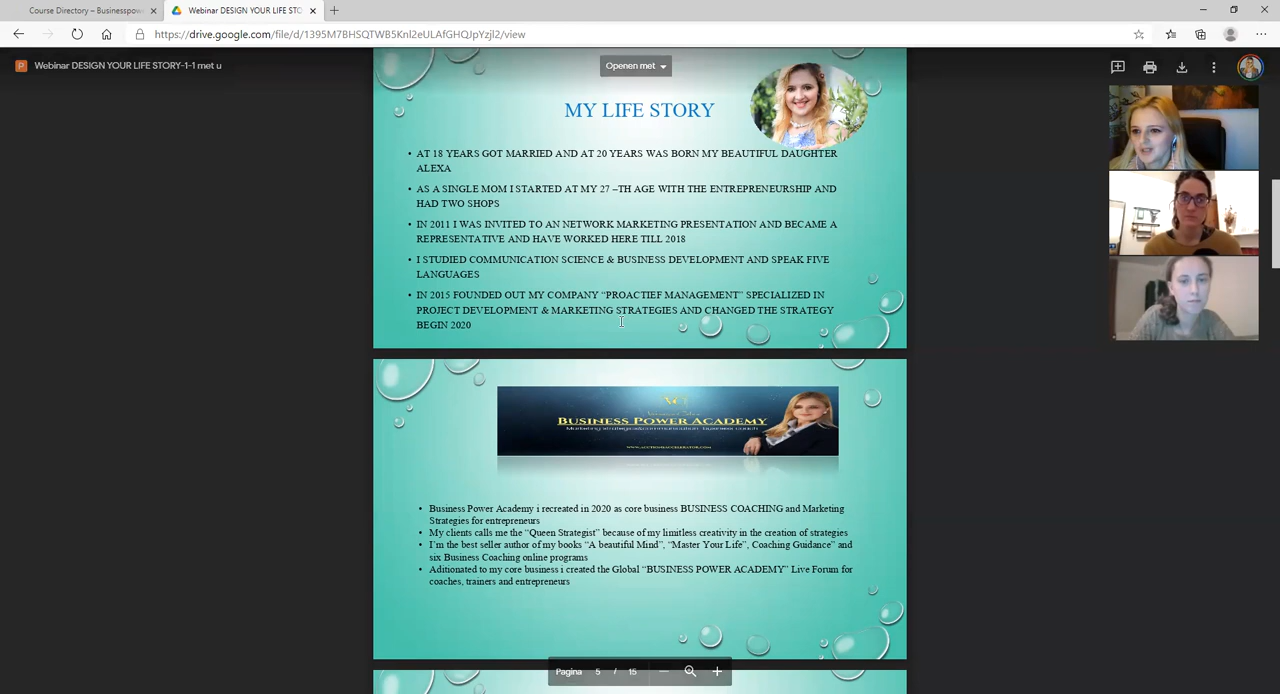 Course Directory – Businesspow
Webinar DESIGN YOUR LIFE STO
https://drive.google.com/file/d/1395M7BHSQTWB5Knl2eULAfGHQJpYzjl2/view
Webinar DESIGN YOUR LIFE STORY-1-1 met u
Openen met
MY LIFE STORY
• AT 18 YEARS GOT MARRIED AND AT 20 YEARS WAS BORN MY BEAUTIFUL DAUGHTER
ALEXA
• AS A SINGLE MOM I STARTED AT MY 27 –TH AGE WITH THE ENTREPRENEURSHIP AND
HAD TWO SHOPS
• IN 2011 I WAS INVITED TO AN NETWORK MARKETING PRESENTATION AND BECAME A
REPRESENTATIVE AND HAVE WORKED HERE TILL 2018
• I STUDIED COMMUNICATION SCIENCE & BUSINESS DEVELOPMENT AND SPEAK FIVE
LANGUAGES
• IN 2015 FOUNDED OUT MY COMPANY “PROACTIEF MANAGEMENT” SPECIALIZED IN
PROJECT DEVELOPMENT & MARKETING STRATEGIES AND CHANGED THE STRATEGY
BEGIN 2020
BUSINESS POWER ACADEMY
• Business Power Academy i recreated in 2020 as core business BUSINESS COACHING and Marketing
Strategies for entrepreneurs
• My clients calls me the “Queen Strategist” because of my limitless creativity in the creation of strategies
• I’m the best seller author of my books “A beautiful Mind”, “Master Your Life”, Coaching Guidance” and
six Business Coaching online programs
• Aditionated to my core business i created the Global “BUSINESS POWER ACADEMY” Live Forum for
coaches, trainers and entrepreneurs
Pagina 5 / 15